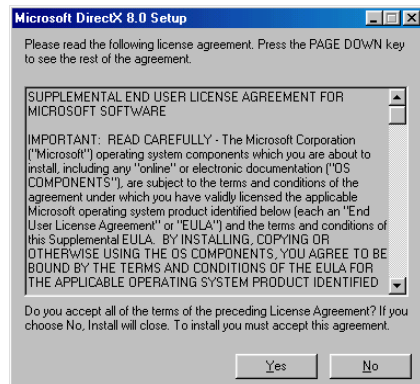 Microsoft DirectX 8.0 Setup
Please read the following license agreement. Press the PAGE DOWN key
to see the rest of the agreement.
SUPPLEMENTAL END USER LICENSE AGREEMENT FOR
MICROSOFT SOFTWARE
IMPORTANT: READ CAREFULLY - The Microsoft Corporation
("Microsoft") operating system components which you are about to
install, including any "online" or electronic documentation ("OS
COMPONENTS"), are subject to the terms and conditions of the
agreement under which you have validly licensed the applicable
Microsoft operating system product identified below (each an "End
User License Agreement" or "EULA") and the terms and conditions of
this Supplemental EULA. BY INSTALLING, COPYING OR
OTHERWISE USING THE OS COMPONENTS, YOU AGREE TO BE
BOUND BY THE TERMS AND CONDITIONS OF THE EULA FOR
THE APPLICABLE OPERATING SYSTEM PRODUCT IDENTIFIED
Do you accept all of the terms of the preceding License Agreement? If you
choose No, Install will close. To install you must accept this agreement.
Yes No